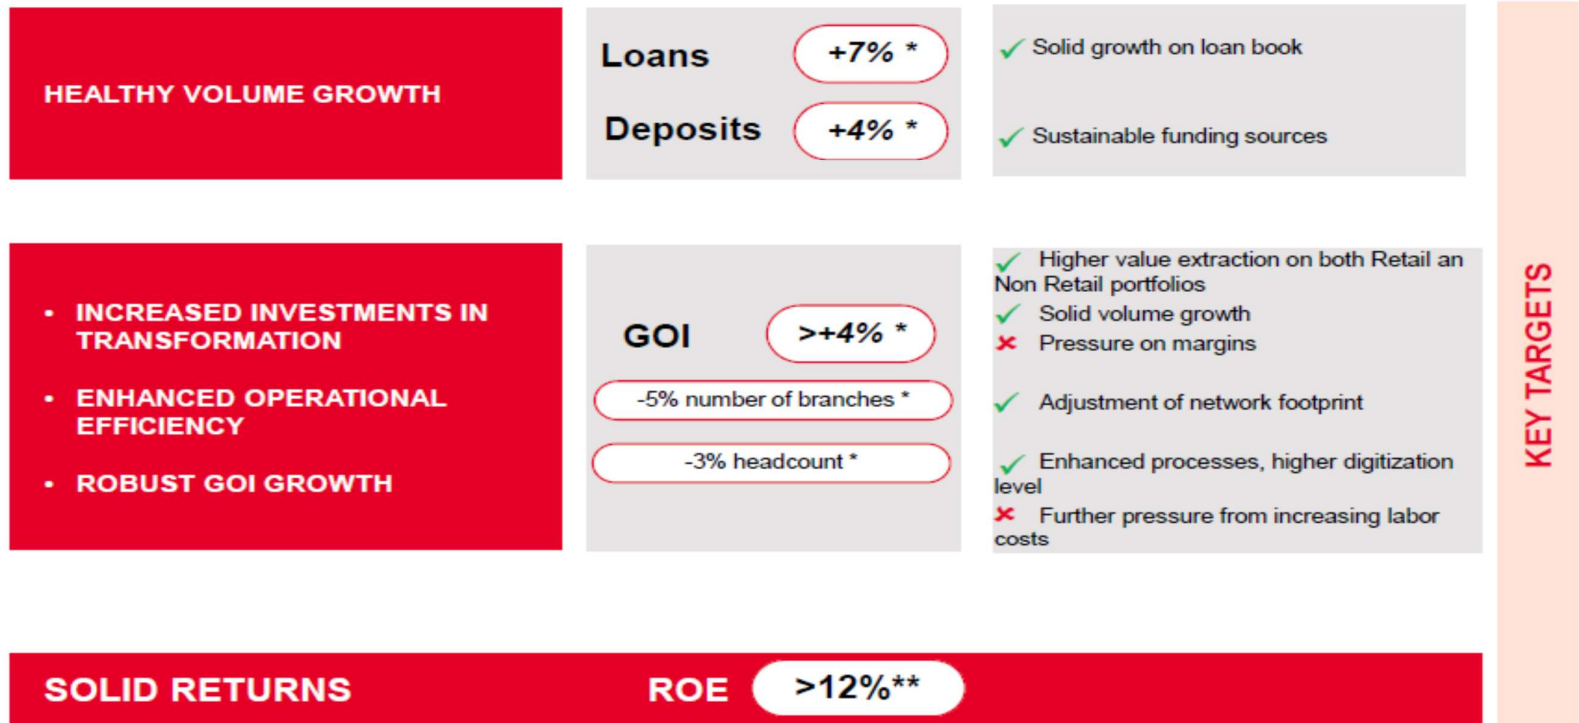 HEALTHY VOLUME GROWTH
Loans +7% *
Deposits +4% *
✓ Solid growth on loan book
✓ Sustainable funding sources
• INCREASED INVESTMENTS IN
TRANSFORMATION
• ENHANCED OPERATIONAL
EFFICIENCY
• ROBUST GOI GROWTH
GOI >+4% *
-5% number of branches *
-3% headcount *
✓ Higher value extraction on both Retail an
Non Retail portfolios
✓ Solid volume growth
✗ Pressure on margins
✓ Adjustment of network footprint
✓ Enhanced processes, higher digitization
level
✗ Further pressure from increasing labor
costs
SOLID RETURNS ROE >12%**
KEY TARGETS